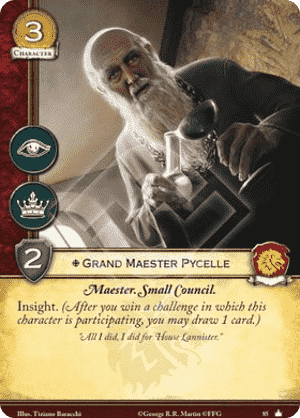 3
CHARACTER
2
GRAND MAESTER PYCELLE
Maester. Small Council.
Insight. (After you win a challenge in which this
character is participating, you may draw 1 card.)
"All I did, I did for House Lannister."
Illus. Tiziano Baracchi
©George R.R. Martin ©FFG
85